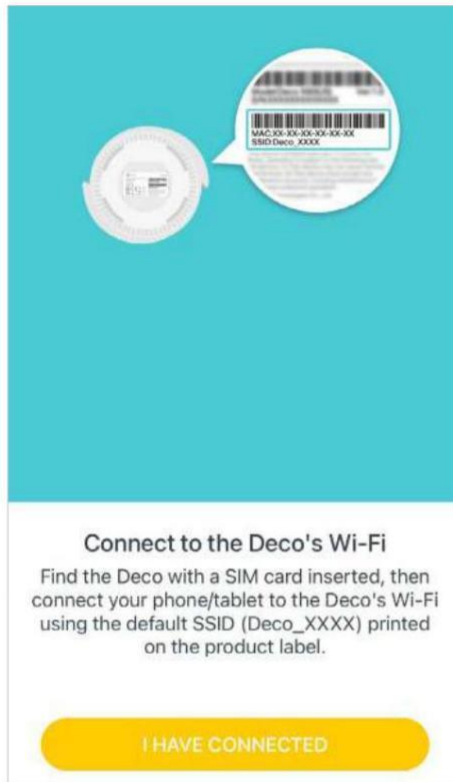 MAC:XX-XX-XX-XX-XX-XX
SSID:Deco_XXXX
Connect to the Deco's Wi-Fi
Find the Deco with a SIM card inserted, then
connect your phone/tablet to the Deco's Wi-Fi
using the default SSID (Deco_XXXX) printed
on the product label.
I HAVE CONNECTED